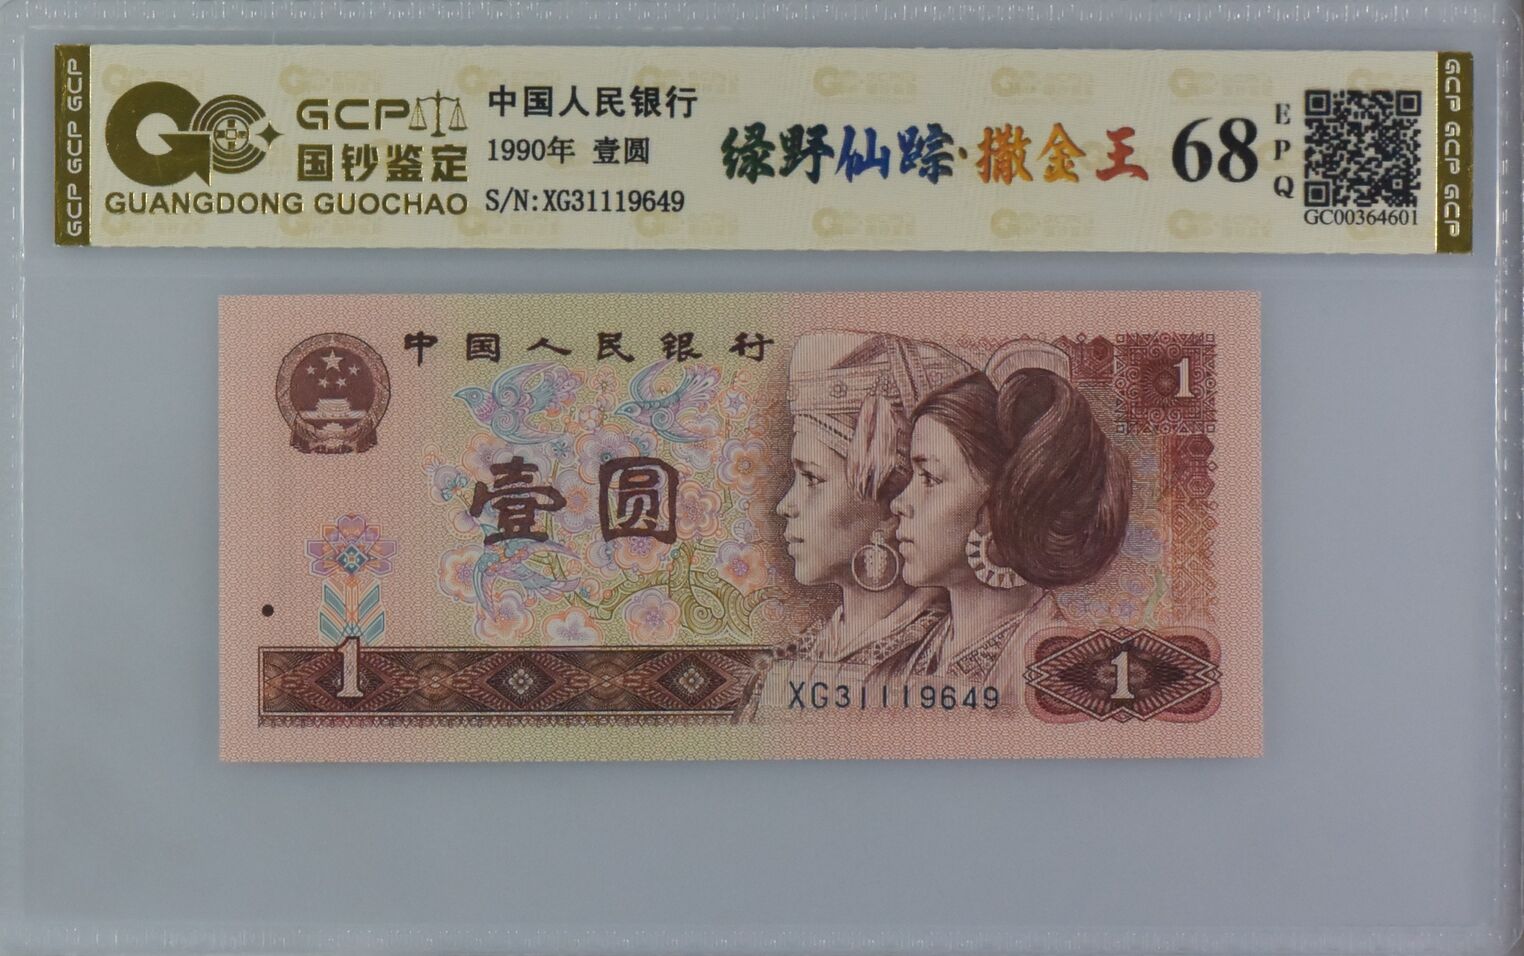 GCP GCP GCP
GCP
国钞鉴定
GUANGDONG GUOCHAO
中国人民银行
1990年 壹圆
S/N:XG31119649
绿野仙踪·撒金王
68
EPQ
GC00364601
GCP GCP GCP
中国人民银行
1
壹圆
1
XG31119649
1